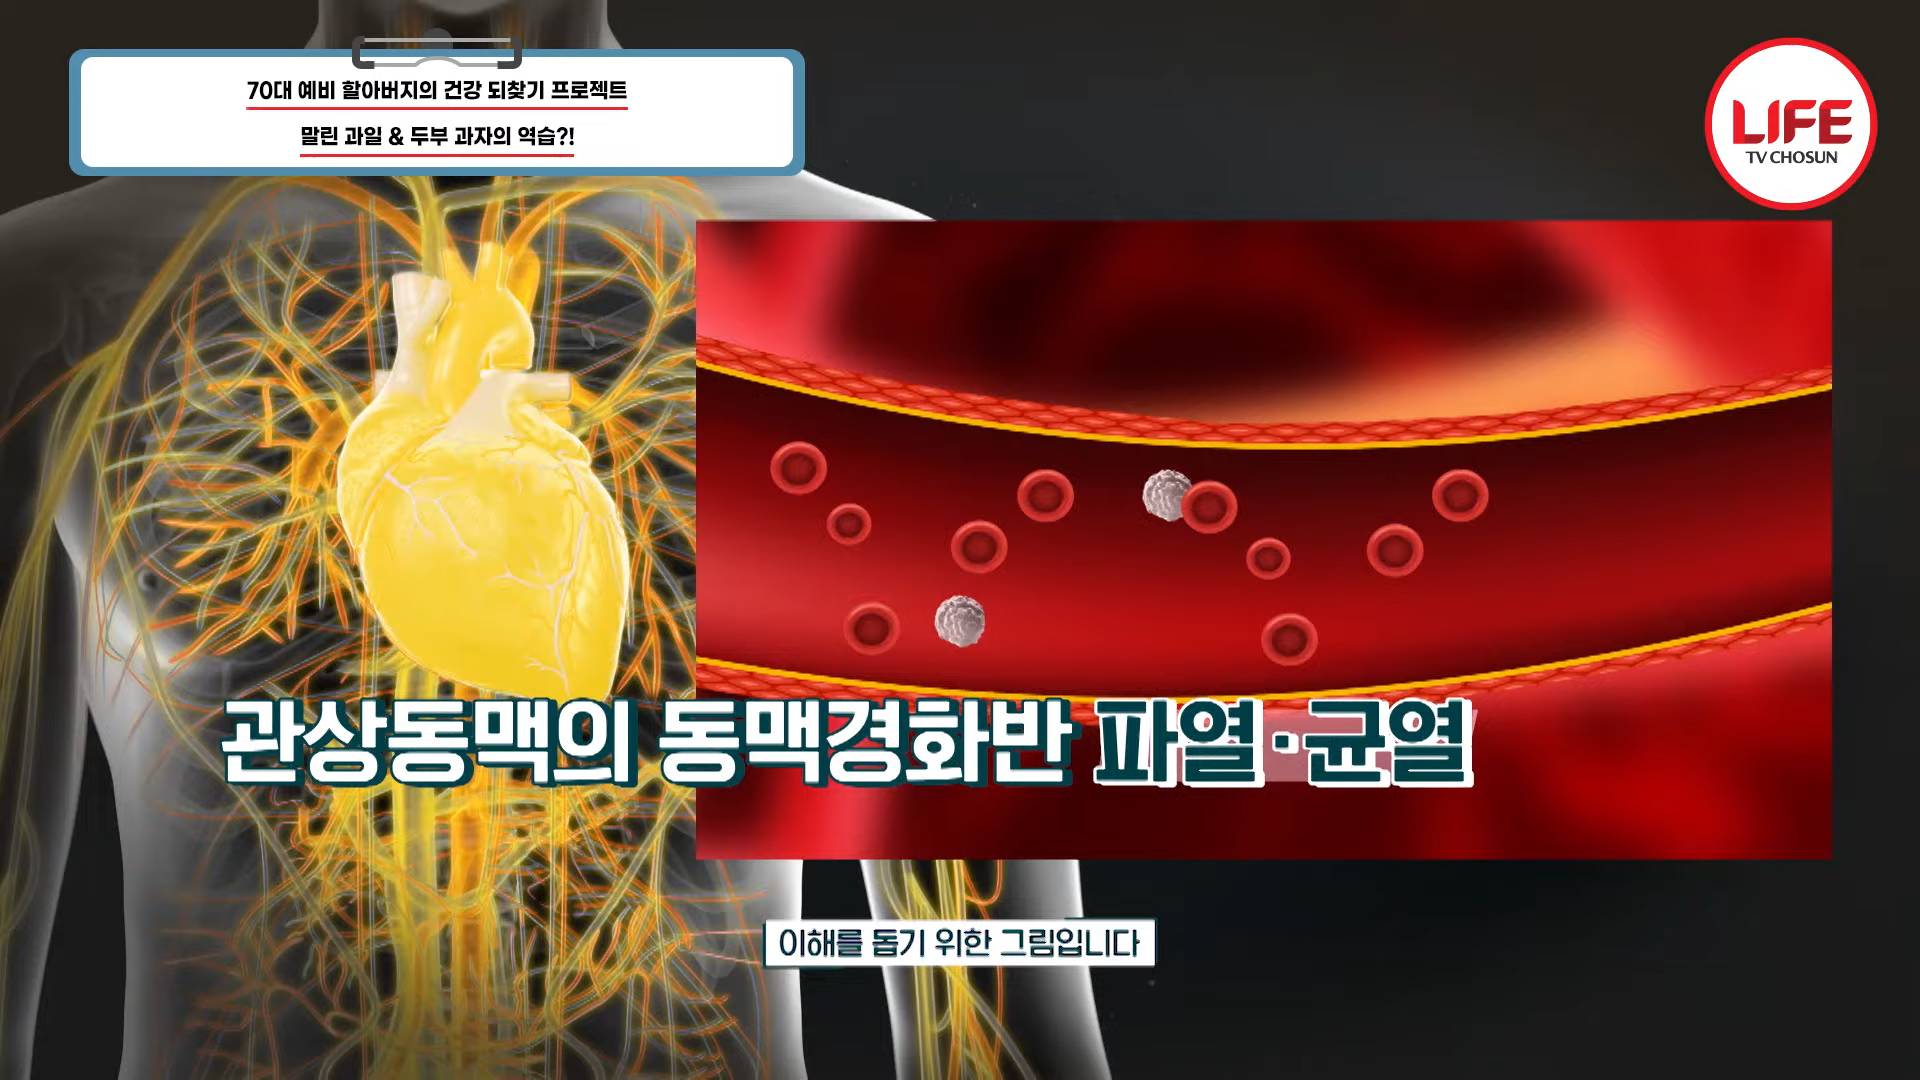 70대 예비 할아버지의 건강 되찾기 프로젝트
말린 과일 & 두부 과자의 역습?!
LIFE
TV CHOSUN
관상동맥의 동맥경화반 파열·균열
이해를 돕기 위한 그림입니다